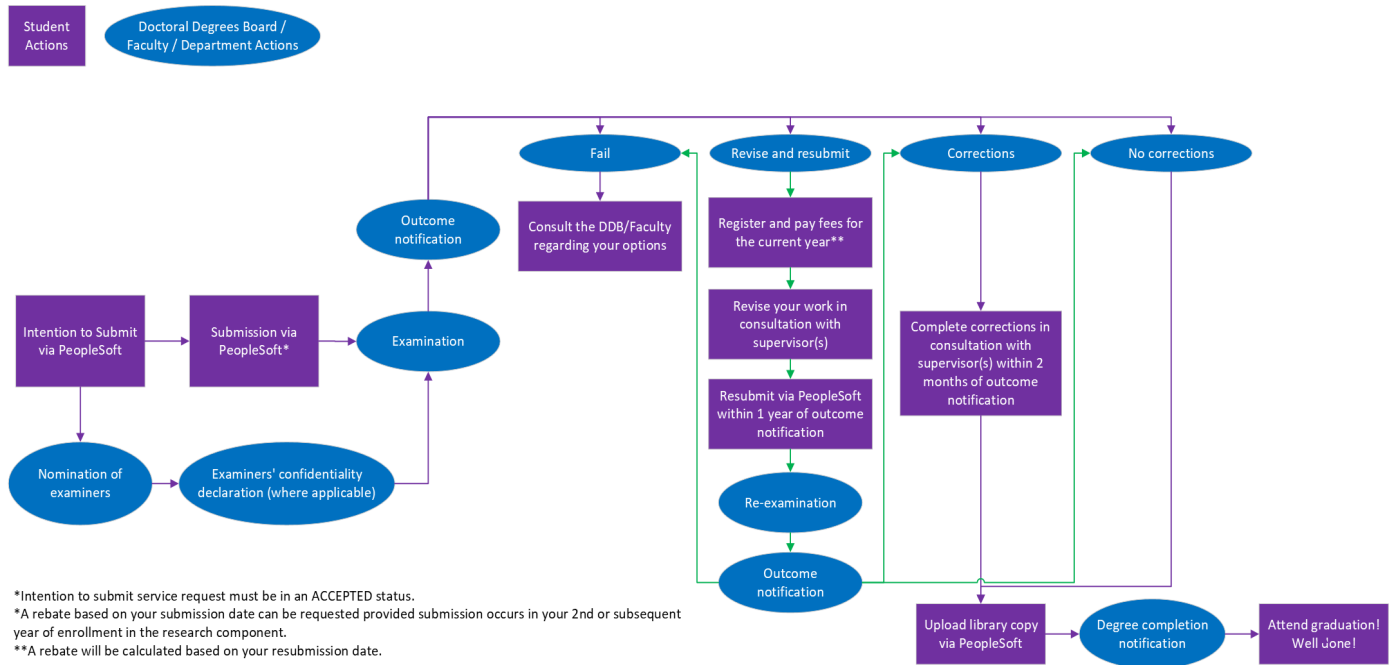 Student
Actions
Doctoral Degrees Board /
Faculty / Department Actions
Fail
Revise and resubmit
Corrections
No corrections
Outcome
notification
Consult the DDB/Faculty
regarding your options
Register and pay fees for
the current year**
Intention to Submit
via PeopleSoft
Submission via
PeopleSoft*
Examination
Revise your work in
consultation with
supervisor(s)
Complete corrections in
consultation with
supervisor(s) within 2
months of outcome
notification
Resubmit via PeopleSoft
within 1 year of outcome
notification
Nomination of
examiners
Examiners' confidentiality
declaration (where applicable)
Re-examination
Outcome
notification
*Intention to submit service request must be in an ACCEPTED status.
*A rebate based on your submission date can be requested provided submission occurs in your 2nd or subsequent
year of enrollment in the research component.
**A rebate will be calculated based on your resubmission date.
Upload library copy
via PeopleSoft
Degree completion
notification
Attend graduation!
Well done!